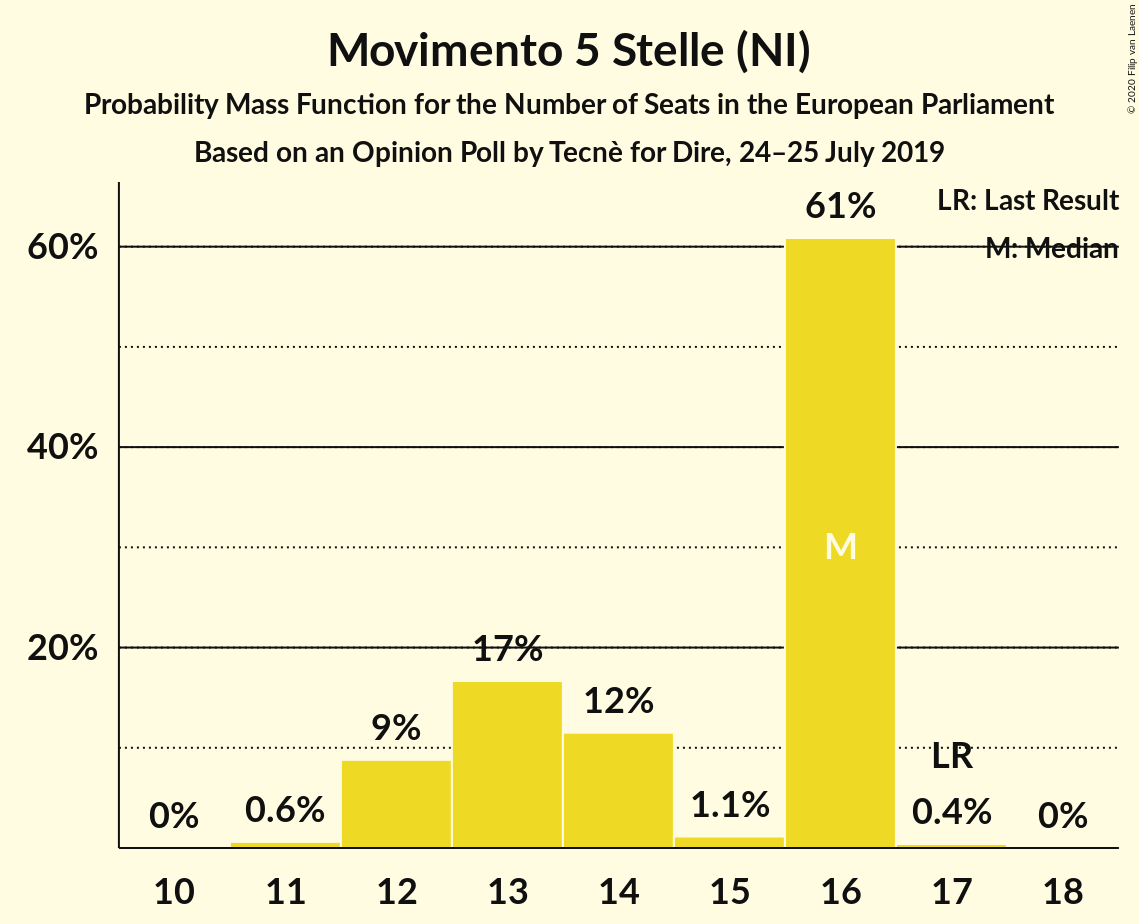 Movimento 5 Stelle (NI)
Probability Mass Function for the Number of Seats in the European Parliament
Based on an Opinion Poll by Tecnè for Dire, 24–25 July 2019
© 2020 Filip van Laenen
LR: Last Result
M: Median
60%
40%
20%
0%
0.6%
9%
17%
12%
1.1%
61%
M
LR
0.4%
0%
10 11 12 13 14 15 16 17 18